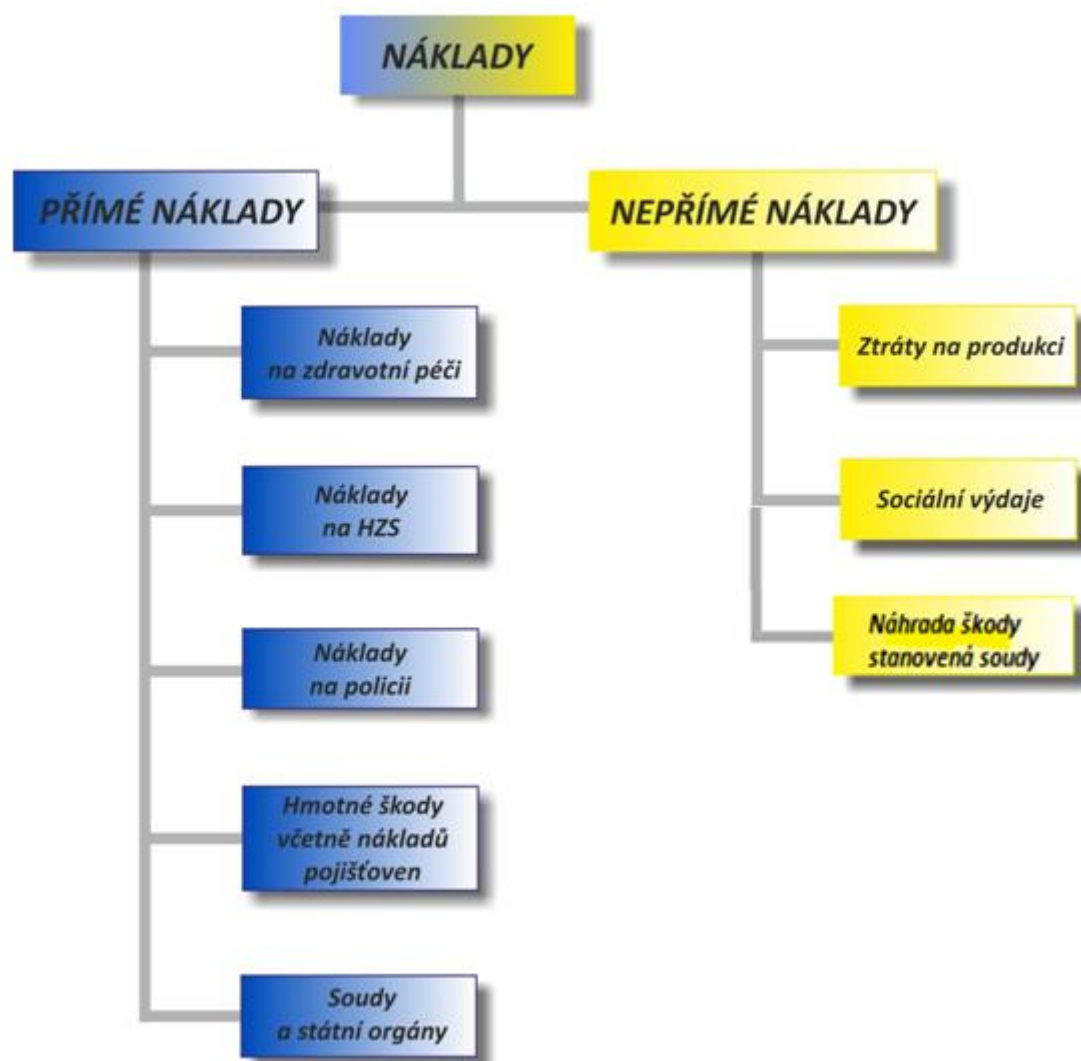 NÁKLADY
PŘÍMÉ NÁKLADY
Náklady
na zdravotní péči
Náklady
na HZS
Náklady
na policii
Hmotné škody
včetně nákladů
pojišťoven
Soudy
a státní orgány
NEPŘÍMÉ NÁKLADY
Ztráty na produkci
Sociální výdaje
Náhrada škody
stanovená soudy